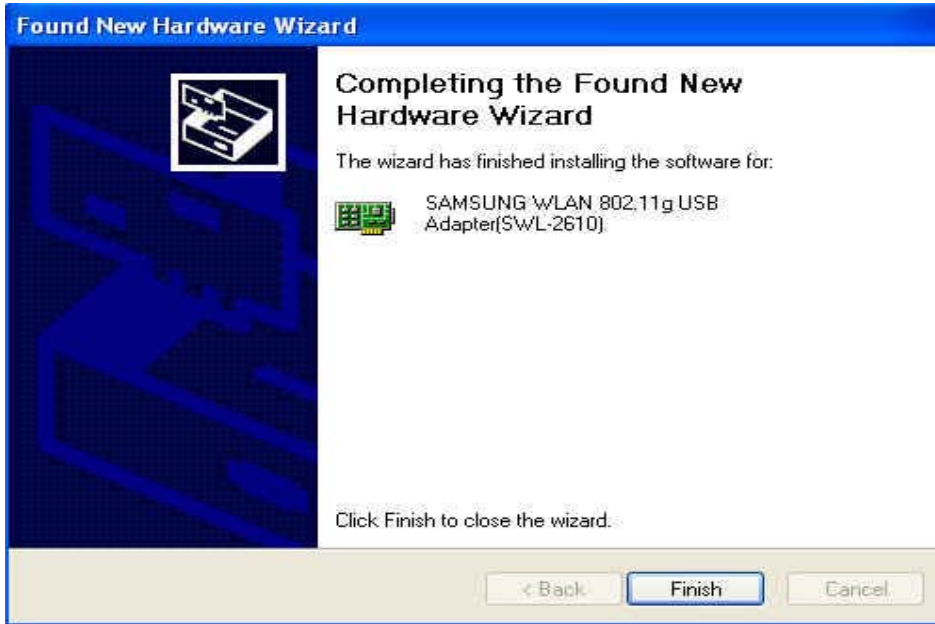 Found New Hardware Wizard
Completing the Found New
Hardware Wizard
The wizard has finished installing the software for:
SAMSUNG WLAN 802,11g USB
Adapter(SWL-2610)
Click Finish to close the wizard.
< Back
Finish
Cancel